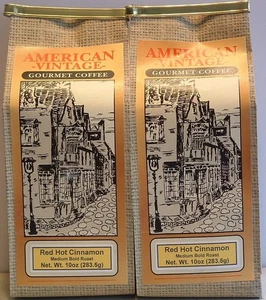 AMERICAN
-VINTAGE-
GOURMET COFFEE
Red Hot Cinnamon
Medium Bold Roast
Net. Wt. 10oz (283.5g)
AMERICAN
-VINTAGE-
GOURMET COFFEE
Red Hot Cinnamon
Medium Bold Roast
Net. Wt. 10oz (283.5g)